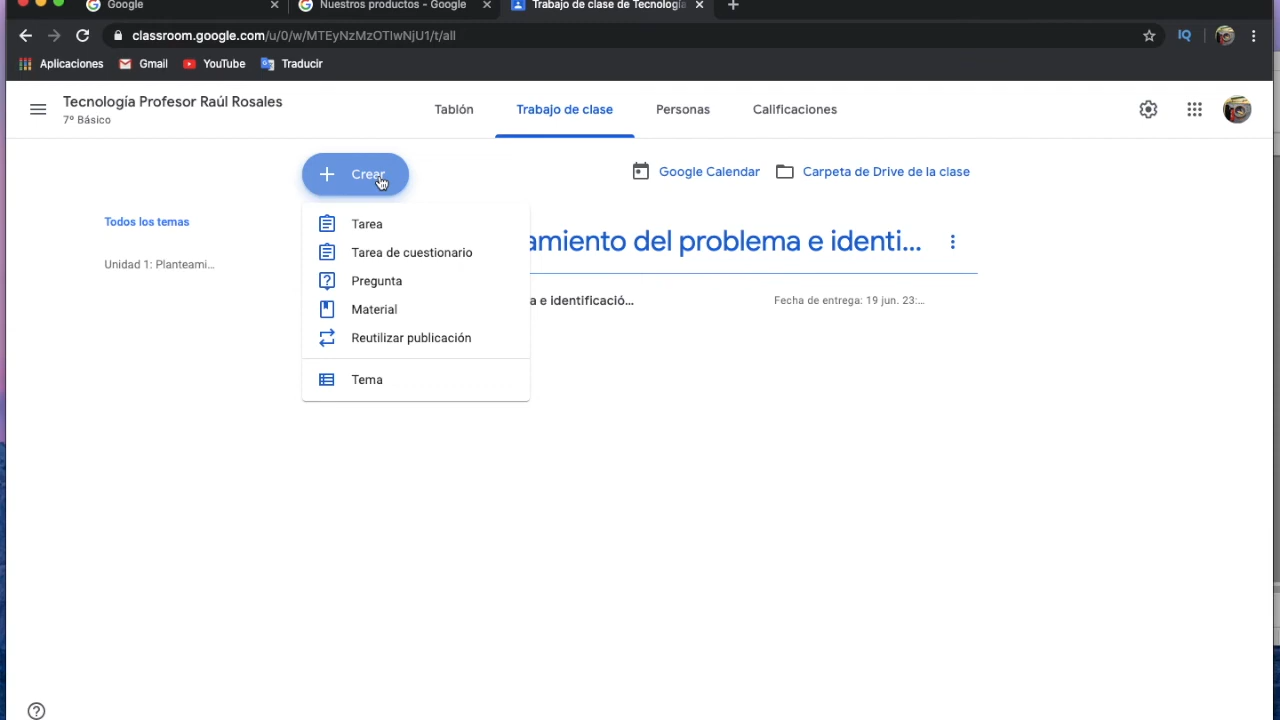 Google
Nuestros productos - Google
Trabajo de clase de Tecnología
classroom.google.com/u/0/w/MTEyNzMzOTIwNjU1/t/all
IQ
Aplicaciones
Gmail
YouTube
Traducir
Tecnología Profesor Raúl Rosales
7º Básico
Tablón
Trabajo de clase
Personas
Calificaciones
Crear
Google Calendar
Carpeta de Drive de la clase
Todos los temas
Unidad 1: Planteami...
Tarea
Tarea de cuestionario
Pregunta
Material
Reutilizar publicación
Tema
amiento del problema e identi...
a e identificació...
Fecha de entrega: 19 jun. 23:...